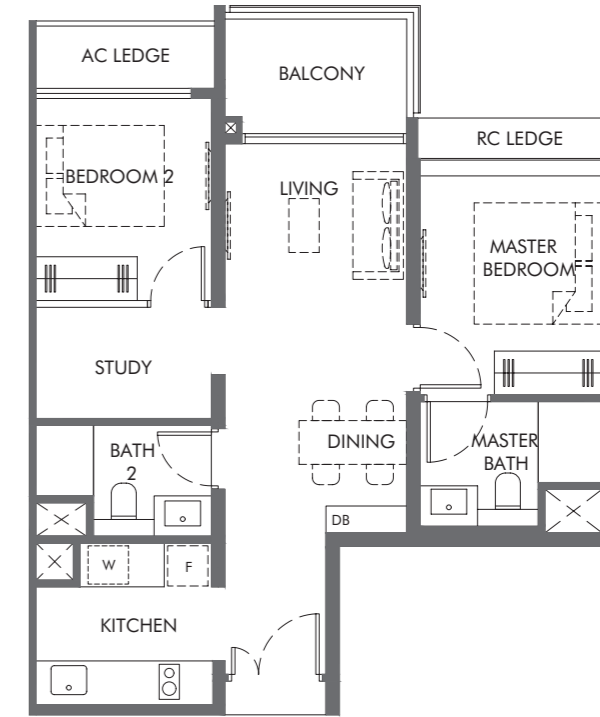 AC LEDGE
BALCONY
RC LEDGE
BEDROOM 2
LIVING
MASTER
BEDROOM
STUDY
DINING
BATH
2
MASTER
BATH
DB
W
F
KITCHEN